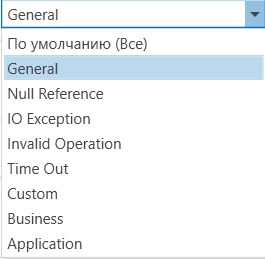 General
По умолчанию (Все)
General
Null Reference
IO Exception
Invalid Operation
Time Out
Custom
Business
Application